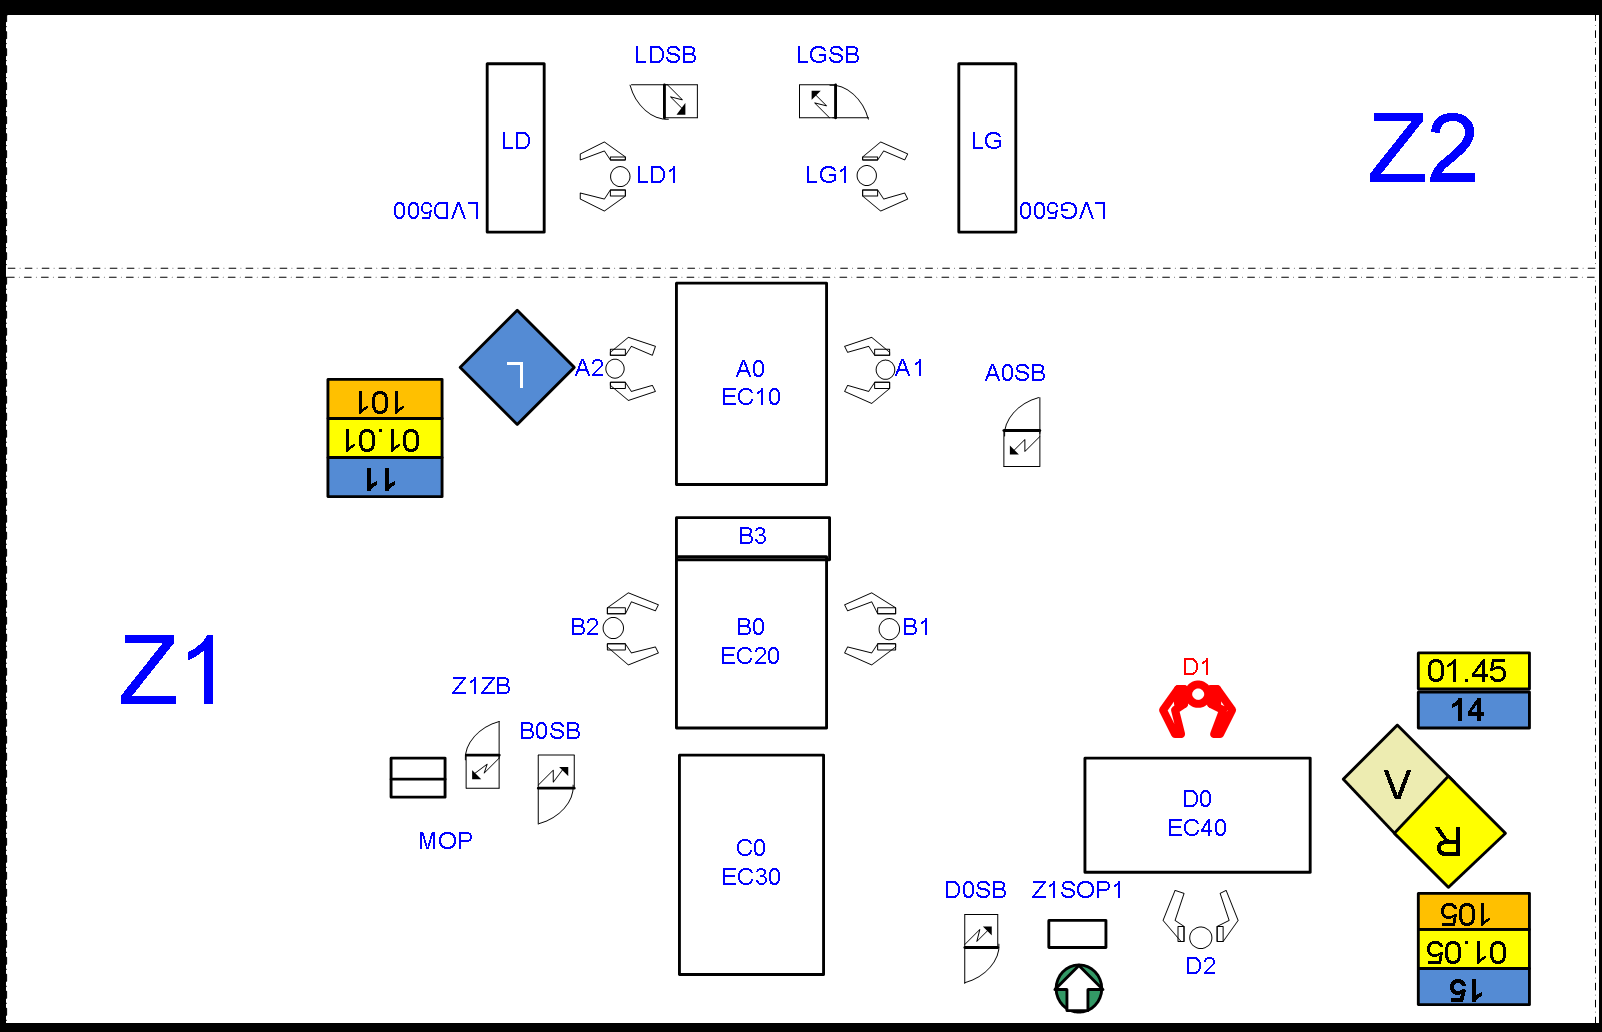 LDSB
LGSB
LD
LG
LD1
LG1
LVD500
LVG500
Z2
A2
A0
EC10
A1
A0SB
L
101
01.01
11
B3
B2
B0
EC20
B1
Z1
Z1ZB
B0SB
MOP
C0
EC30
D1
01.45
14
D0
EC40
V
R
D0SB
Z1SOP1
D2
105
01.05
15